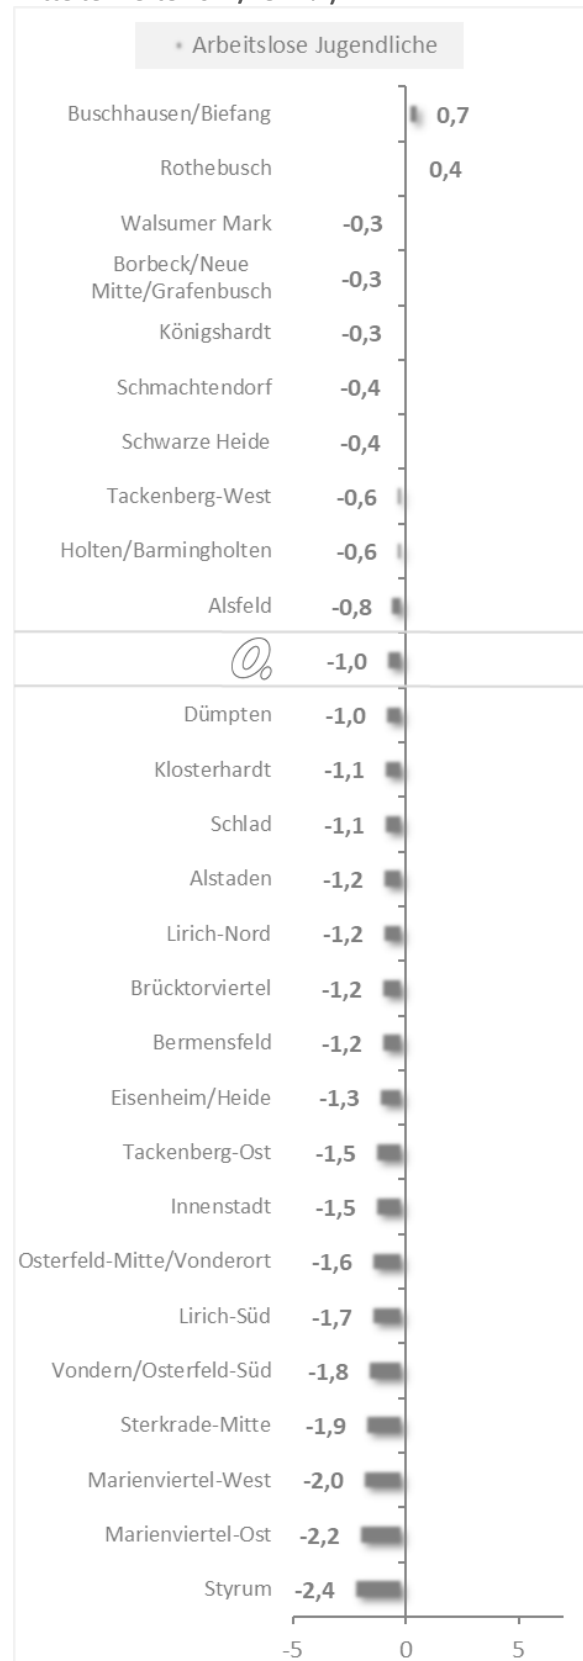 Arbeitslose Jugendliche
Buschhausen/Biefang 0,7
Rothebusch 0,4
Walsumer Mark -0,3
Borbeck/Neue
Mitte/Grafenbusch -0,3
Königshardt -0,3
Schmachtendorf -0,4
Schwarze Heide -0,4
Tackenberg-West -0,6
Holten/Barmingholten -0,6
Alsfeld -0,8
-1,0
Dümpten -1,0
Klosterhardt -1,1
Schlad -1,1
Alstaden -1,2
Lirich-Nord -1,2
Brücktorviertel -1,2
Bermensfeld -1,2
Eisenheim/Heide -1,3
Tackenberg-Ost -1,5
Innenstadt -1,5
Osterfeld-Mitte/Vonderort -1,6
Lirich-Süd -1,7
Vondern/Osterfeld-Süd -1,8
Sterkrade-Mitte -1,9
Marienviertel-West -2,0
Marienviertel-Ost -2,2
Styrum -2,4
-5 0 5